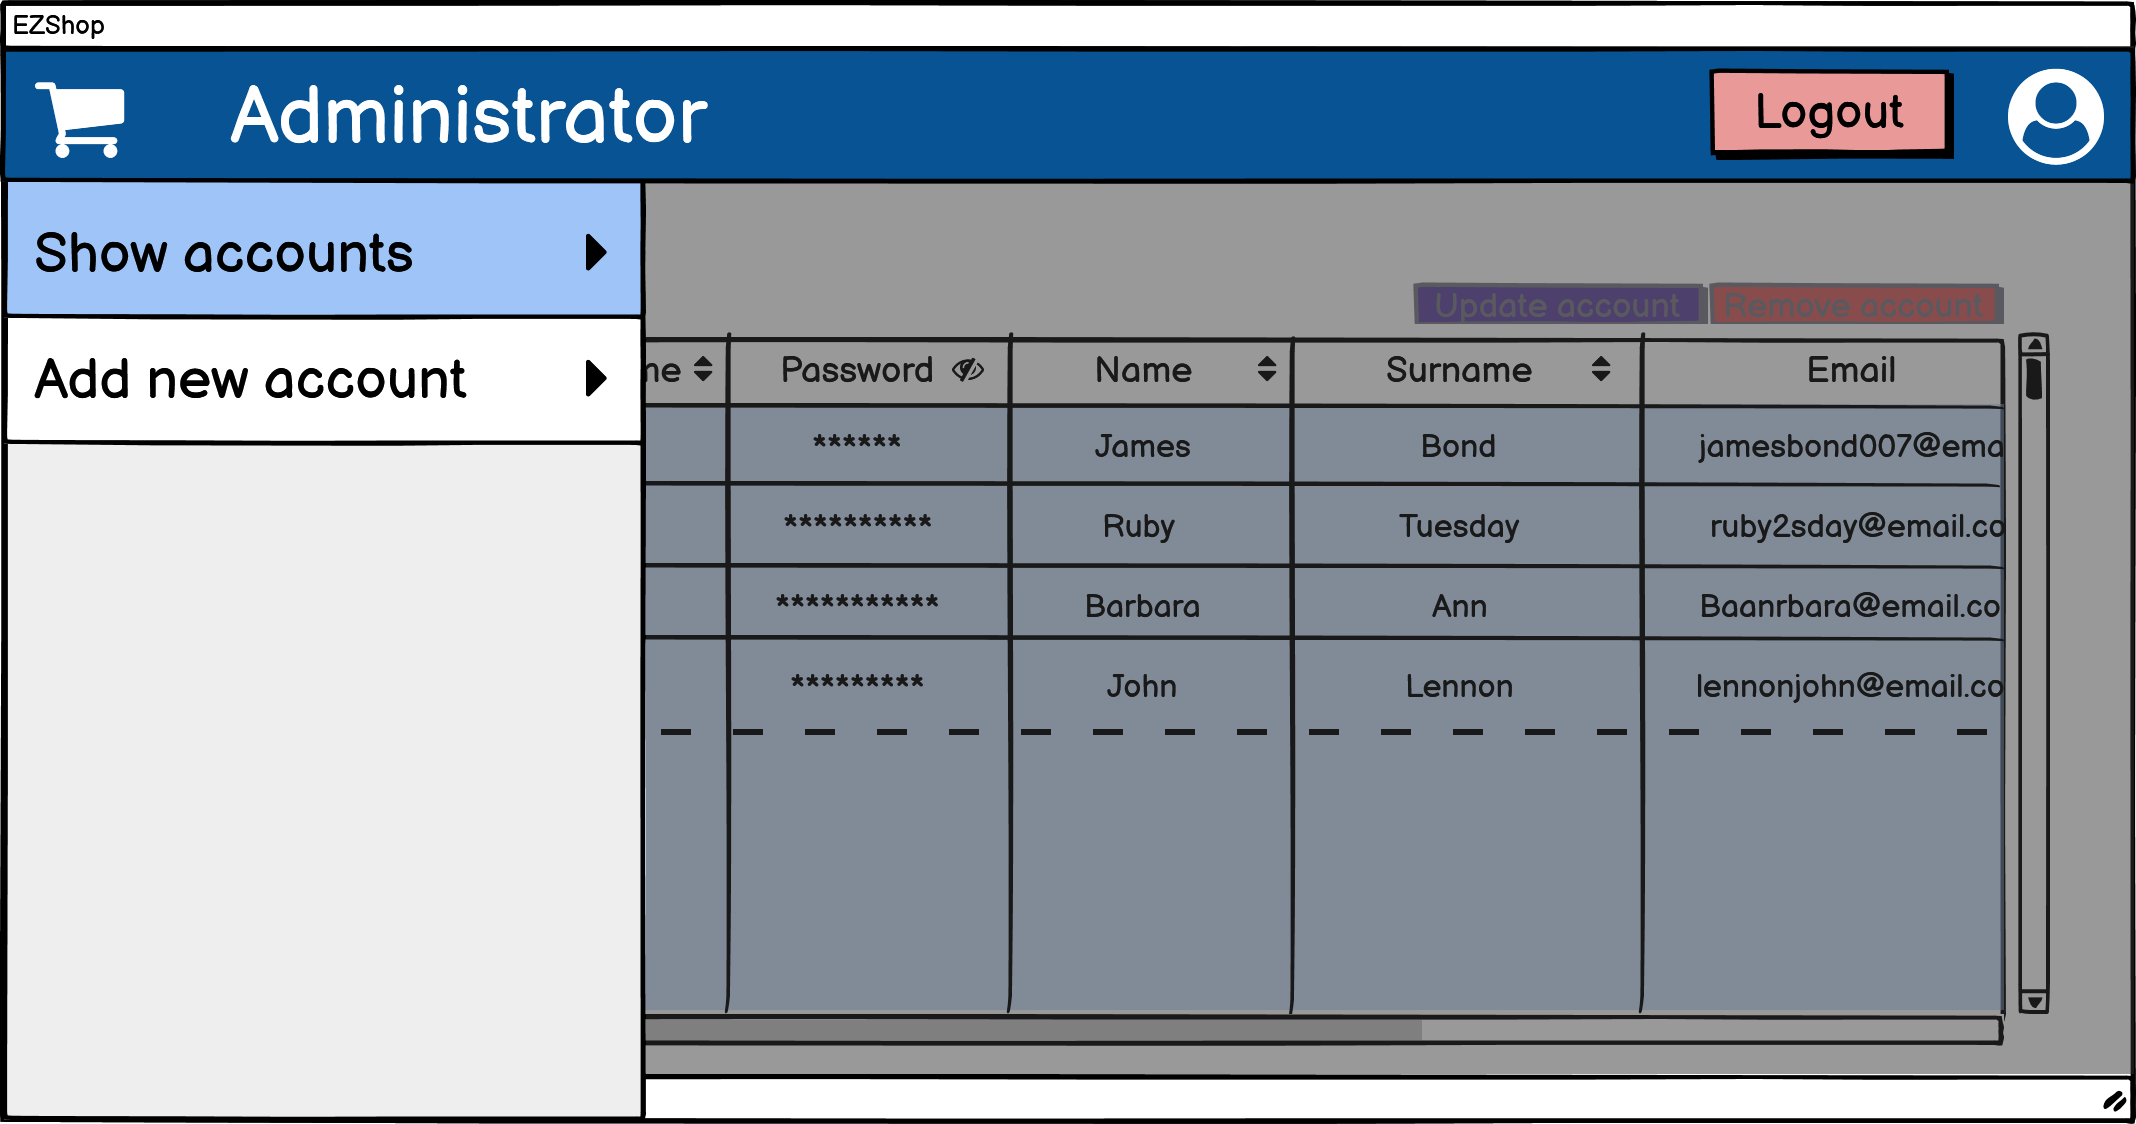 EZShop
Administrator
Logout
Show accounts
Add new account
Update account
Remove account
me Password Name Surname Email
****** James Bond jamesbond007@ema
********** Ruby Tuesday ruby2sday@email.co
*********** Barbara Ann Baanrbara@email.co
********* John Lennon lennonjohn@email.co